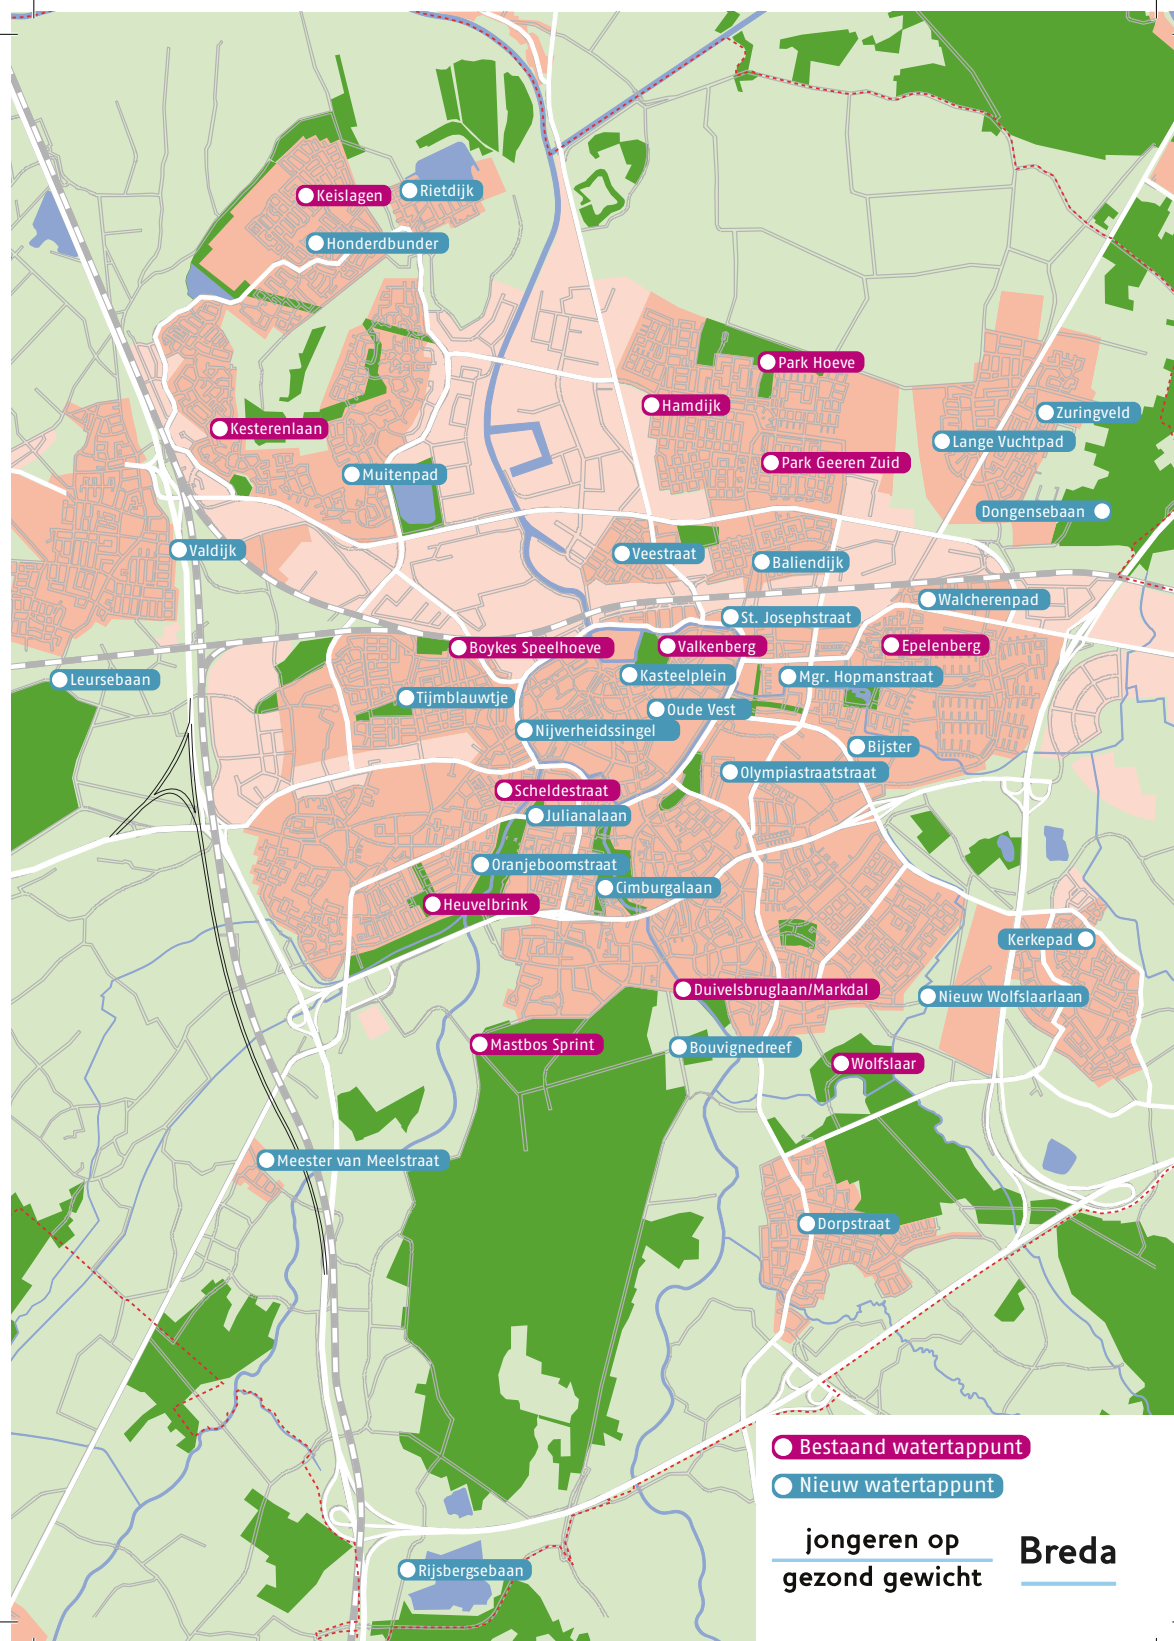 Keislagen
Rietdijk
Honderdbunder
Park Hoeve
Hamdijk
Zuringveld
Kesterenlaan
Lange Vuchtpad
Park Geeren Zuid
Muitenpad
Dongensebaan
Valdijk
Veestraat
Baliendijk
Walcherenpad
St. Josephstraat
Boykes Speelhoeve
Valkenberg
Epelenberg
Leursebaan
Kasteelplein
Mgr. Hopmanstraat
Tijmblauwtje
Oude Vest
Nijverheidssingel
Bijster
Olympiastraatstraat
Scheldestraat
Julianalaan
Oranjeboomstraat
Cimburgalaan
Heuvelbrink
Kerkepad
Duivelsbruglaan/Markdal
Nieuw Wolfslaarlaan
Mastbos Sprint
Bouvignedreef
Wolfslaar
Meester van Meelstraat
Dorpstraat
Bestaand watertappunt
Nieuw watertappunt
jongeren op
gezond gewicht
Breda
Rijsbergsebaan